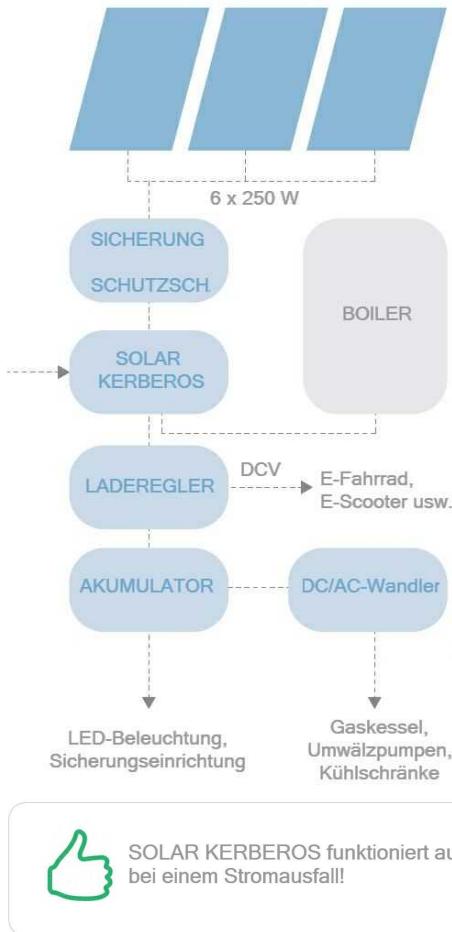 6 x 250 W
SICHERUNG
SCHUTZSCH.
BOILER
SOLAR
KERBEROS
LADEREGLER
DCV
E-Fahrrad,
E-Scooter usw.
AKUMULATOR
DC/AC-Wandler
LED-Beleuchtung,
Sicherungseinrichtung
Gaskessel,
Umwälzpumpen,
Kühlschränke
SOLAR KERBEROS funktioniert au
bei einem Stromausfall!